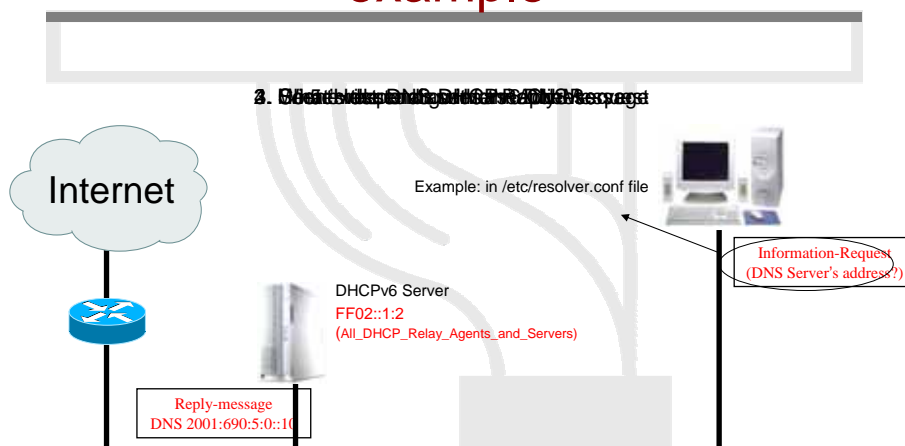 example
Internet
Example: in /etc/resolver.conf file
Information-Request
(DNS Server's address?)
DHCPv6 Server
FF02::1:2
(All_DHCP_Relay_Agents_and_Servers)
Reply-message
DNS 2001:690:5:0::10